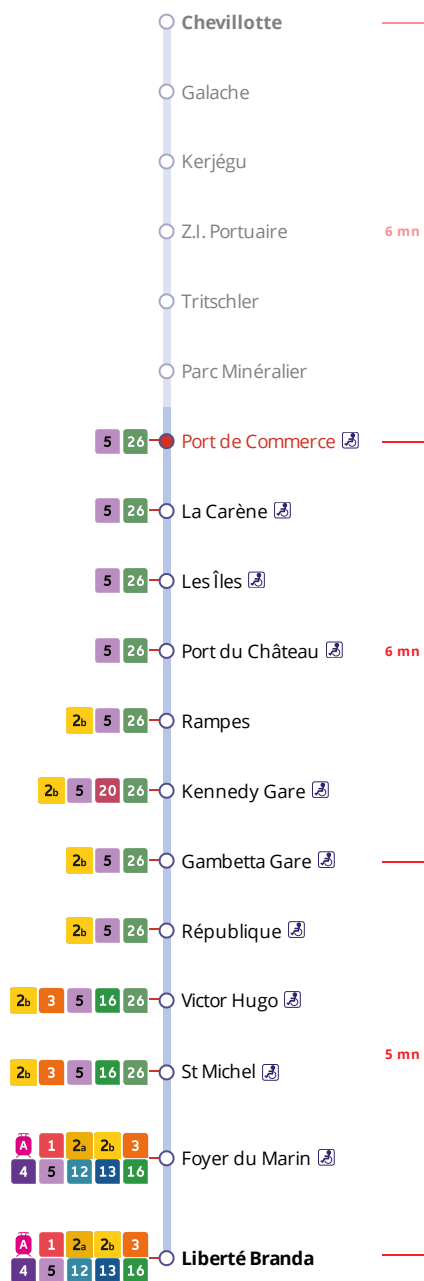 Chevillotte
Galache
Kerjégu
Z.I. Portuaire 6 mn
Tritschler
Parc Minéralier
5 26 Port de Commerce
5 26 La Carène
5 26 Les Îles
5 26 Port du Château 6 mn
2b 5 26 Rampes
2b 5 20 26 Kennedy Gare
2b 5 26 Gambetta Gare
2b 5 26 République
2b 3 5 16 26 Victor Hugo
5 mn
2b 3 5 16 26 St Michel
A 1 2a 2b 3
4 5 12 13 16 Foyer du Marin
A 1 2a 2b 3
4 5 12 13 16 Liberté Branda